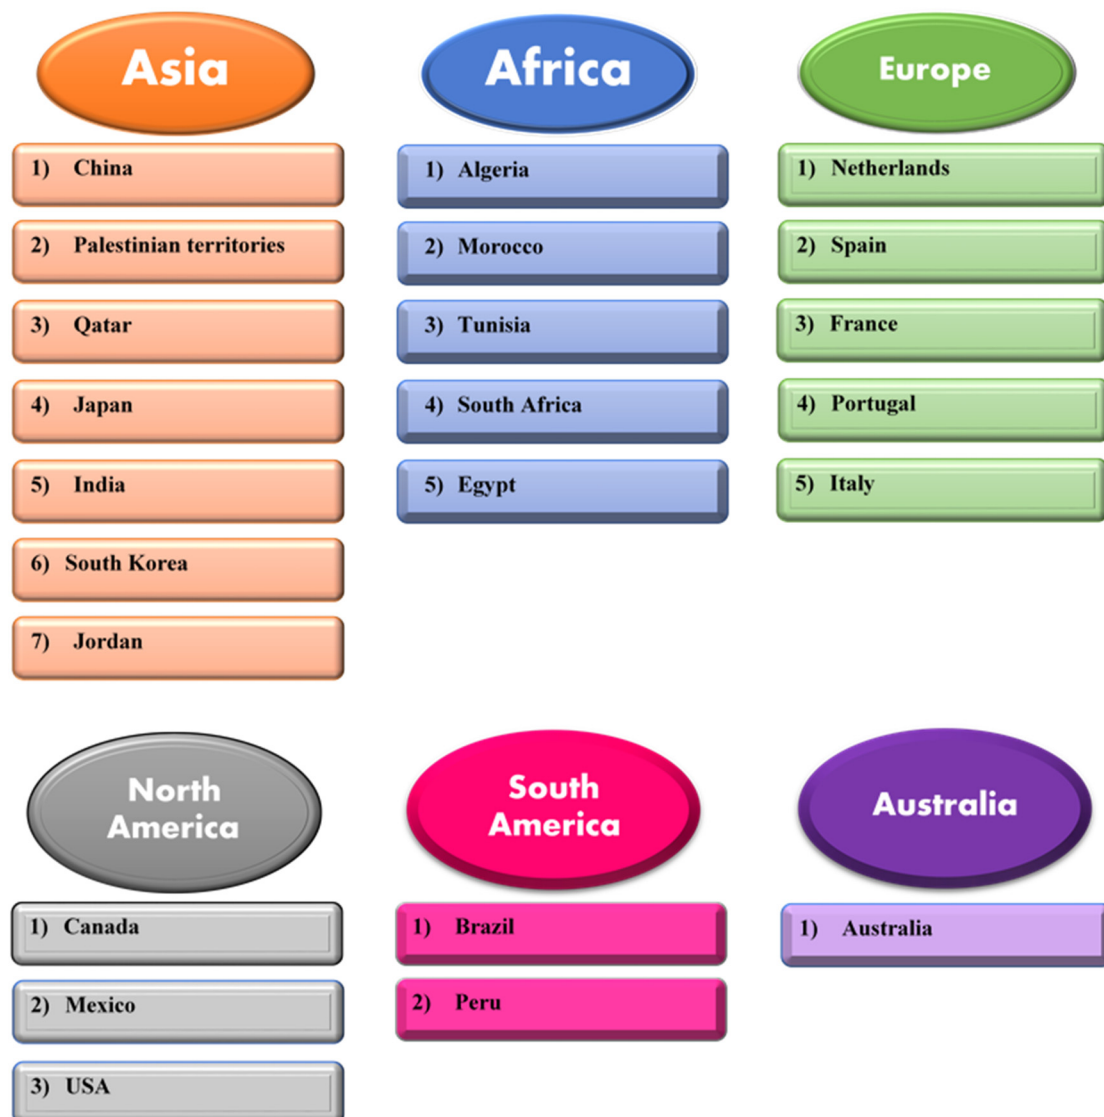 Asia
1) China
2) Palestinian territories
3) Qatar
4) Japan
5) India
6) South Korea
7) Jordan
Africa
1) Algeria
2) Morocco
3) Tunisia
4) South Africa
5) Egypt
Europe
1) Netherlands
2) Spain
3) France
4) Portugal
5) Italy
North
America
1) Canada
2) Mexico
3) USA
South
America
1) Brazil
2) Peru
Australia
1) Australia